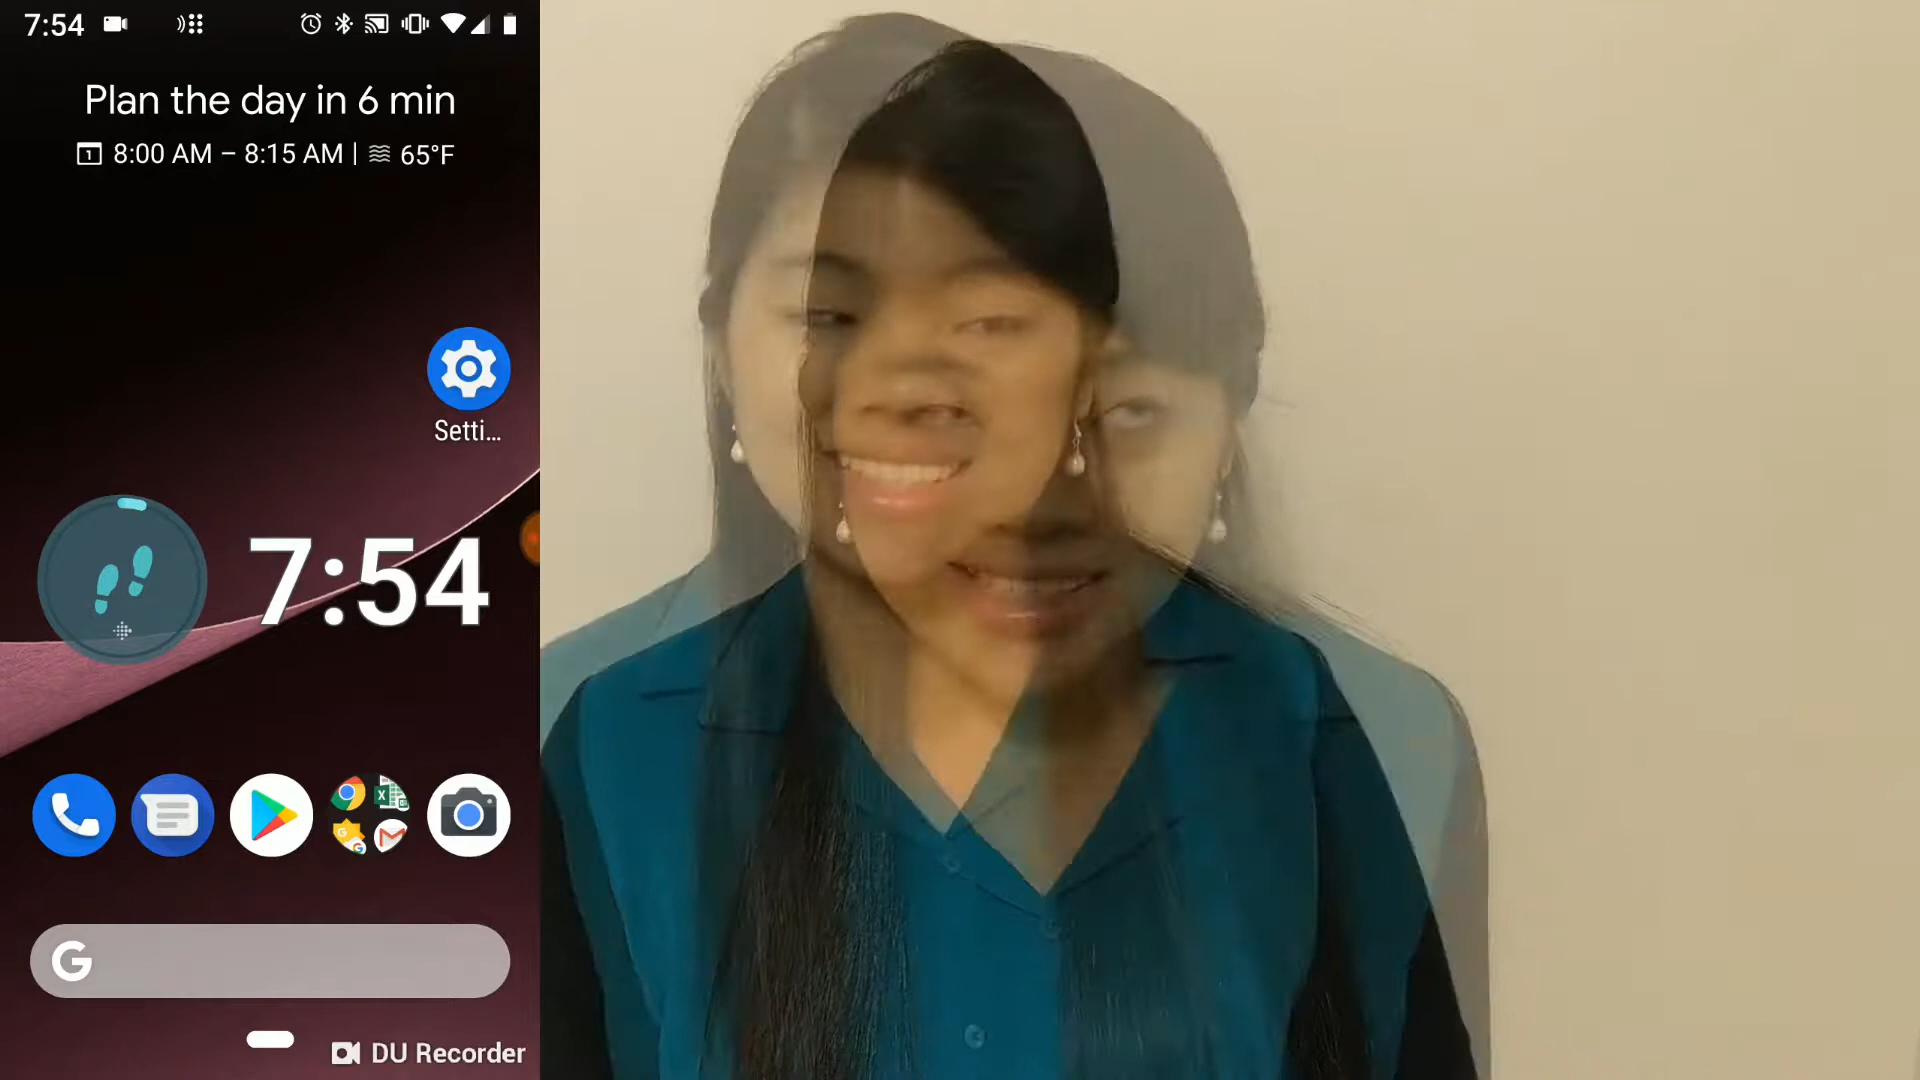 7:54
Plan the day in 6 min
8:00 AM – 8:15 AM | 65°F
Setti...
7:54
G
DU Recorder